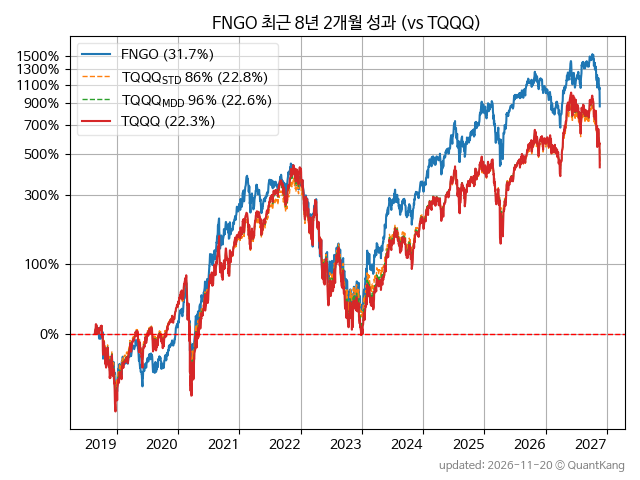 FNGO 최근 8년 2개월 성과 (vs TQQQ)
1500%
1300%
1100%
900%
700%
500%
300%
100%
0%
FNGO (31.7%)
TQQQSTD 86% (22.8%)
TQQQMDD 96% (22.6%)
TQQQ (22.3%)
2019 2020 2021 2022 2023 2024 2025 2026 2027
updated: 2026-11-20 © QuantKang